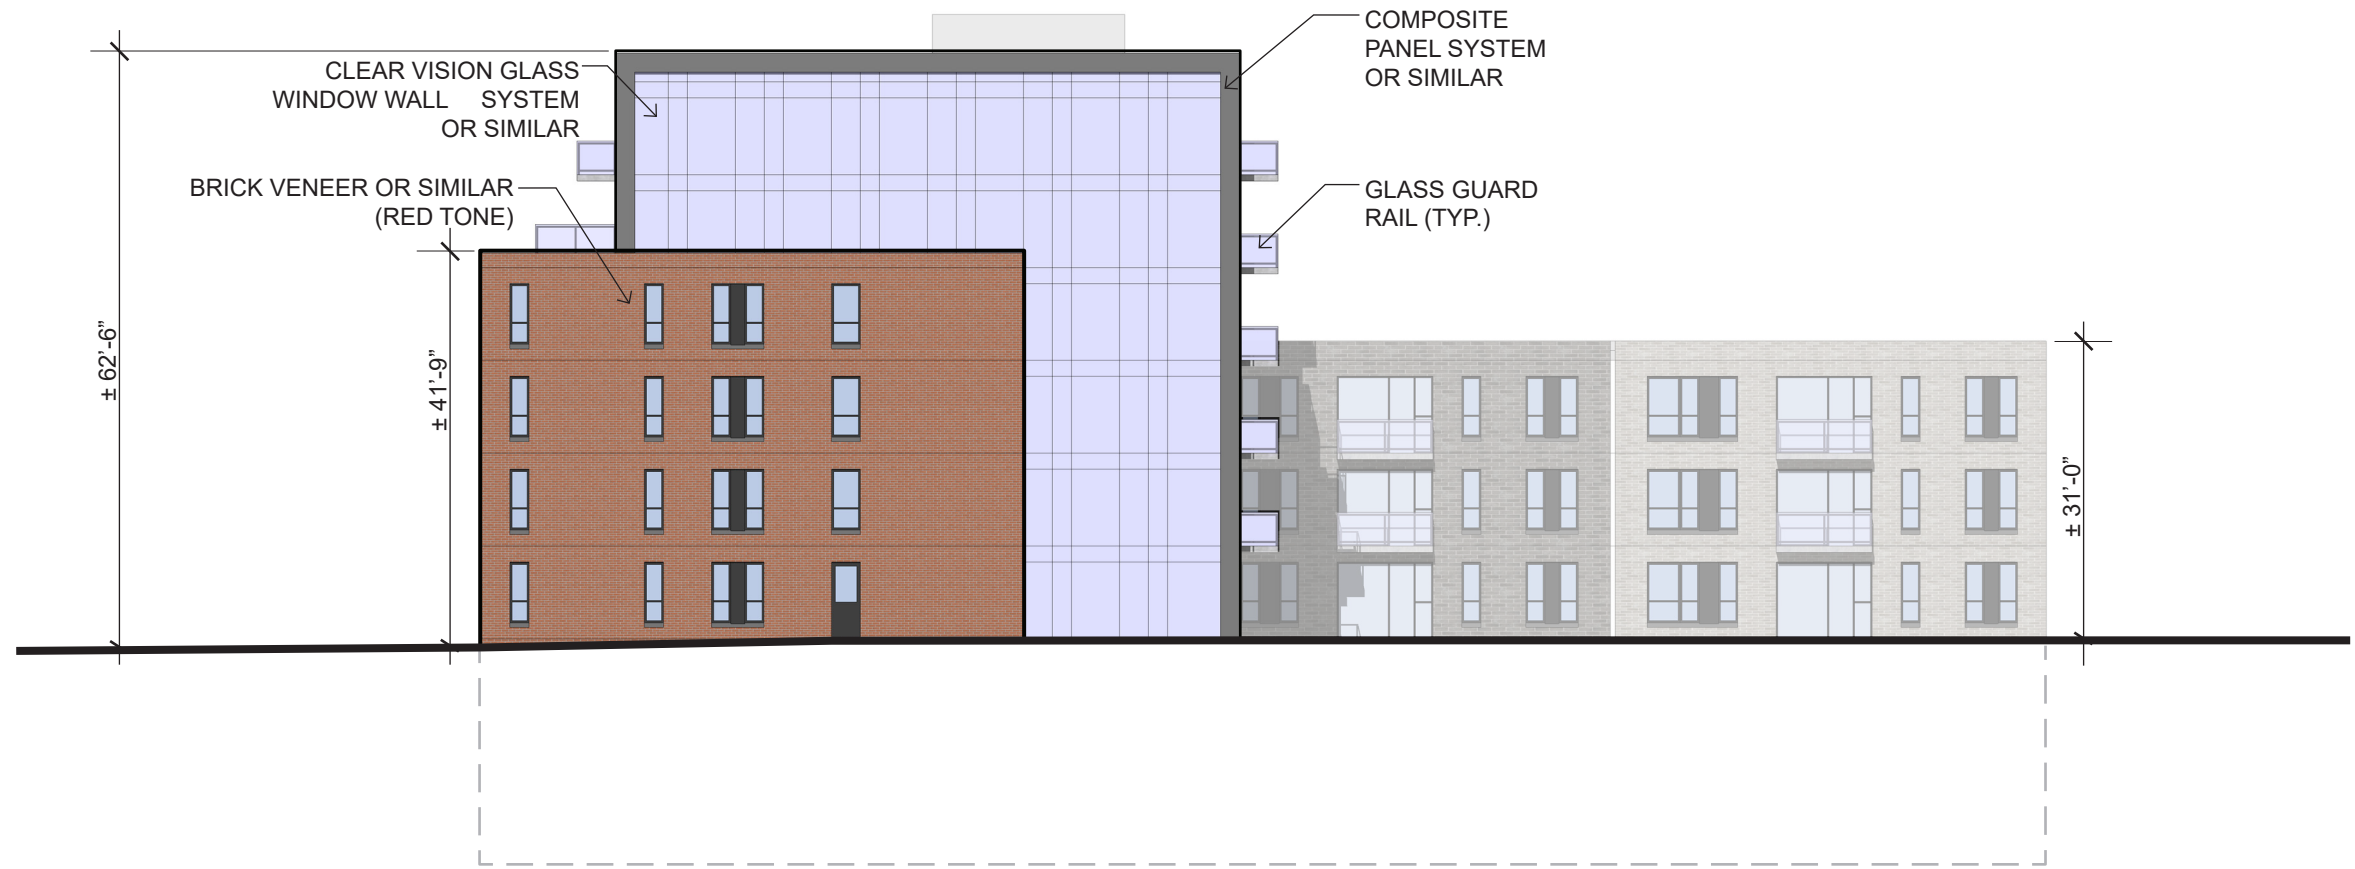 COMPOSITE
PANEL SYSTEM
OR SIMILAR
CLEAR VISION GLASS
WINDOW WALL SYSTEM
OR SIMILAR
BRICK VENEER OR SIMILAR
(RED TONE)
GLASS GUARD
RAIL (TYP.)
± 62'-6”
± 41'-9”
± 31'-0”